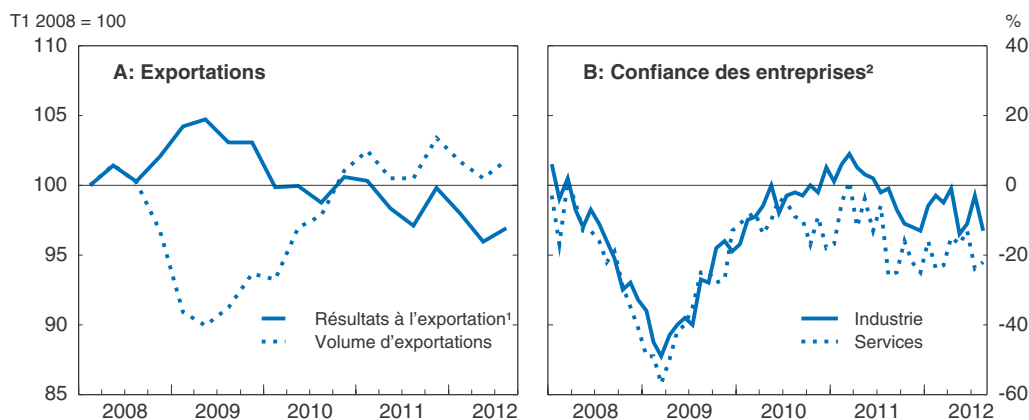 T1 2008 = 100
A: Exportations
110
105
100
95
90
85
Résultats à l'exportation¹
Volume d'exportations
2008 2009 2010 2011 2012
%
B: Confiance des entreprises²
40
20
0
-20
-40
-60
Industrie
Services
2008 2009 2010 2011 2012